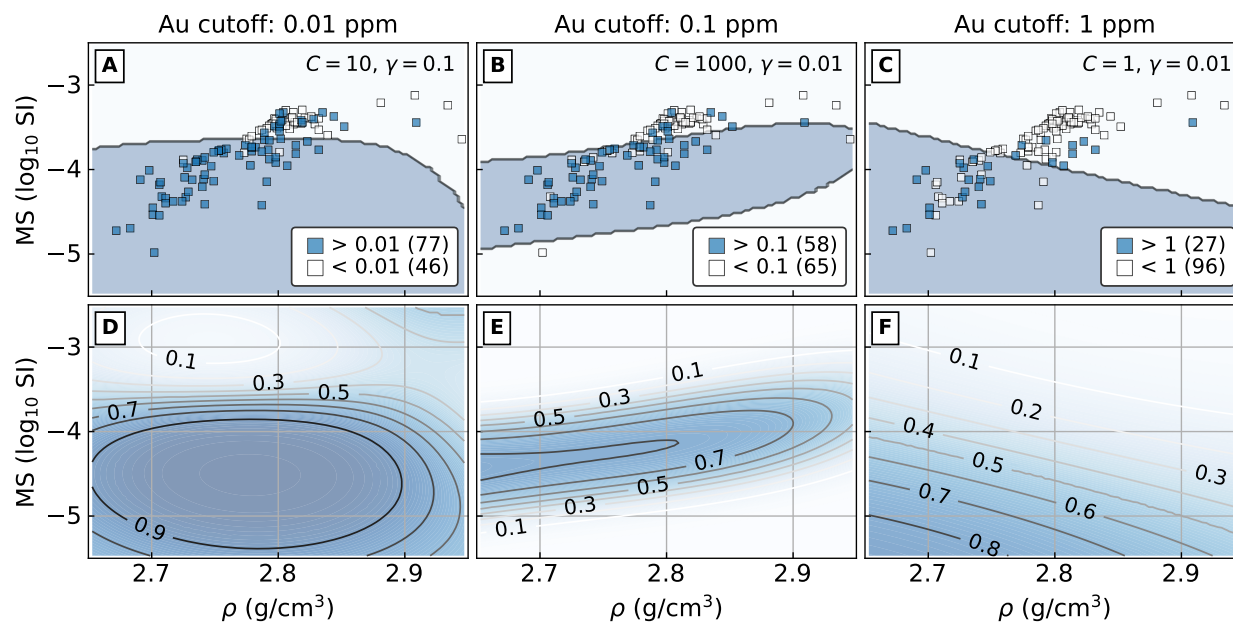 Au cutoff: 0.01 ppm
Au cutoff: 0.1 ppm
Au cutoff: 1 ppm
A
C = 10, γ = 0.1
B
C = 1000, γ = 0.01
C
C = 1, γ = 0.01
MS (log₁₀ SI)
−3
−4
−5
> 0.01 (77)
< 0.01 (46)
> 0.1 (58)
< 0.1 (65)
> 1 (27)
< 1 (96)
D
E
F
MS (log₁₀ SI)
−3
−4
−5
0.1
0.3
0.5
0.7
0.9
0.1
0.3
0.5
0.7
0.5
0.3
0.1
0.1
0.2
0.3
0.4
0.5
0.6
0.7
0.8
2.7
2.8
2.9
2.7
2.8
2.9
2.7
2.8
2.9
ρ (g/cm³)
ρ (g/cm³)
ρ (g/cm³)